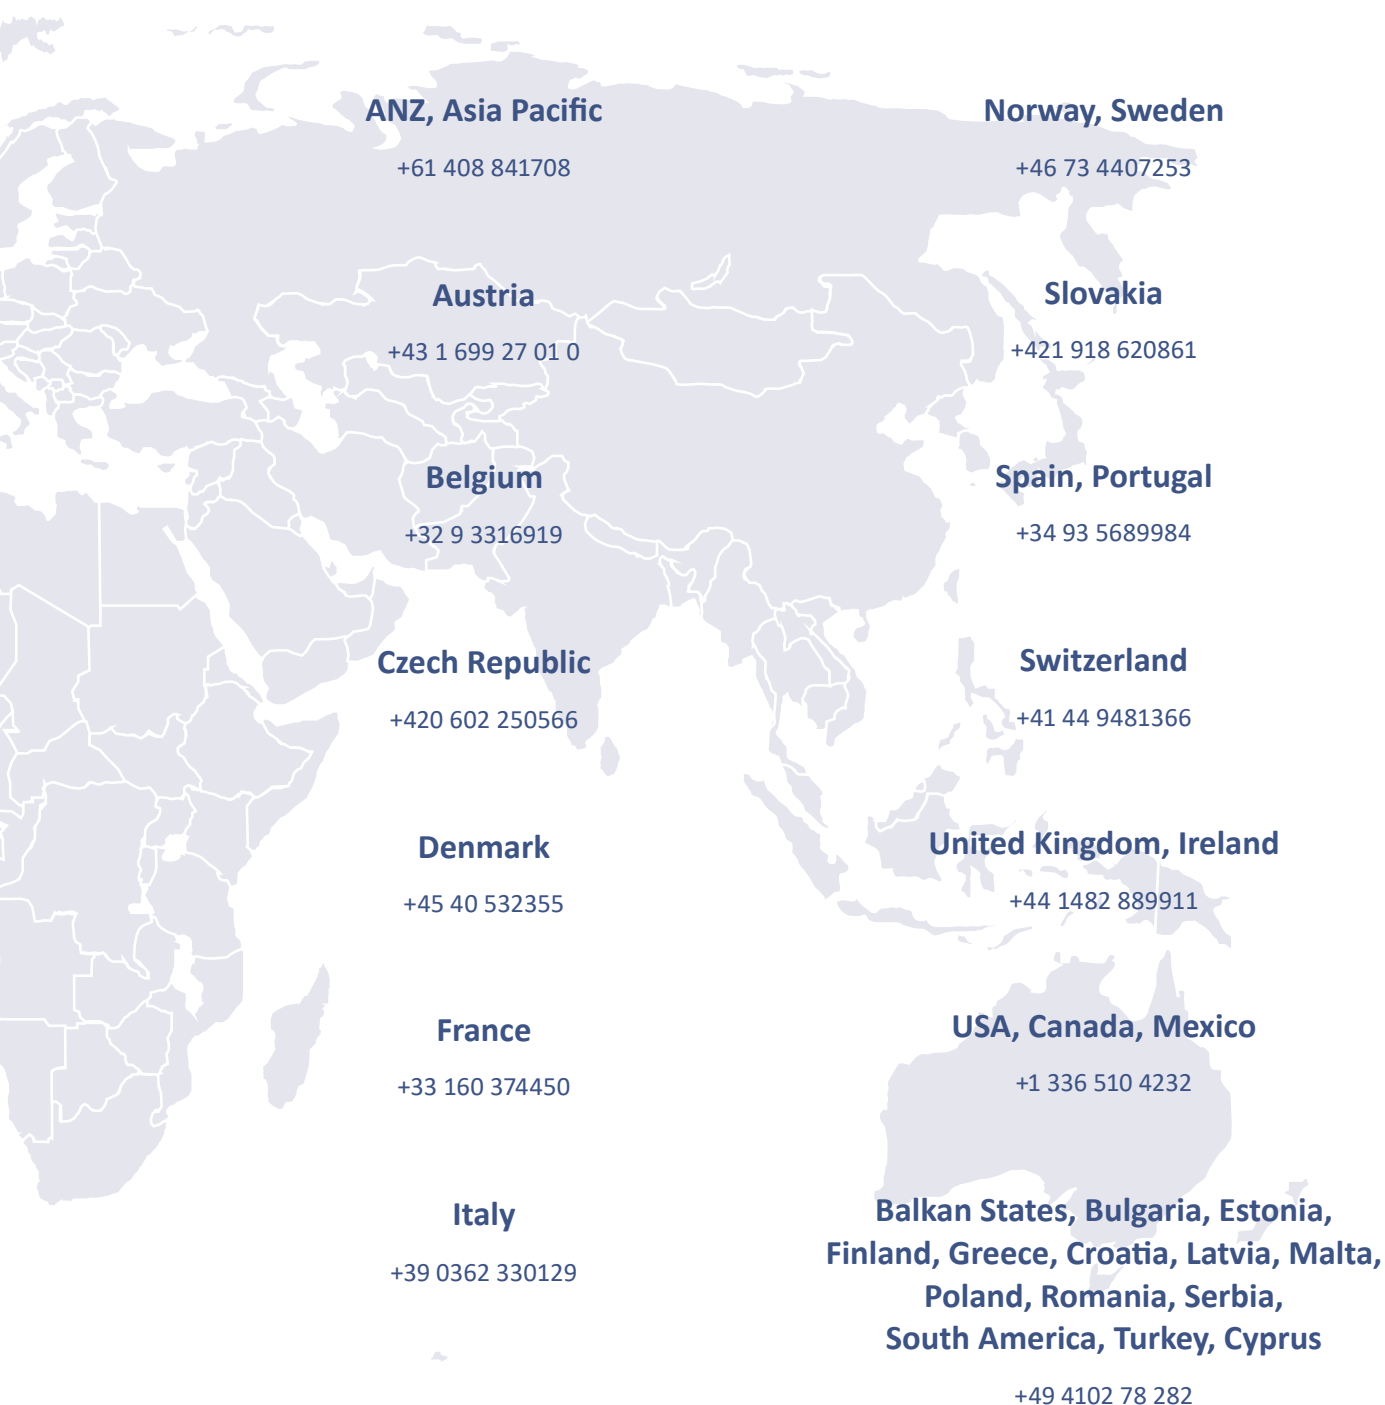 ANZ, Asia Pacific
+61 408 841708
Austria
+43 1 699 27 01 0
Belgium
+32 9 3316919
Czech Republic
+420 602 250566
Denmark
+45 40 532355
France
+33 160 374450
Italy
+39 0362 330129
Norway, Sweden
+46 73 4407253
Slovakia
+421 918 620861
Spain, Portugal
+34 93 5689984
Switzerland
+41 44 9481366
United Kingdom, Ireland
+44 1482 889911
USA, Canada, Mexico
+1 336 510 4232
Balkan States, Bulgaria, Estonia,
Finland, Greece, Croatia, Latvia, Malta,
Poland, Romania, Serbia,
South America, Turkey, Cyprus
+49 4102 78 282